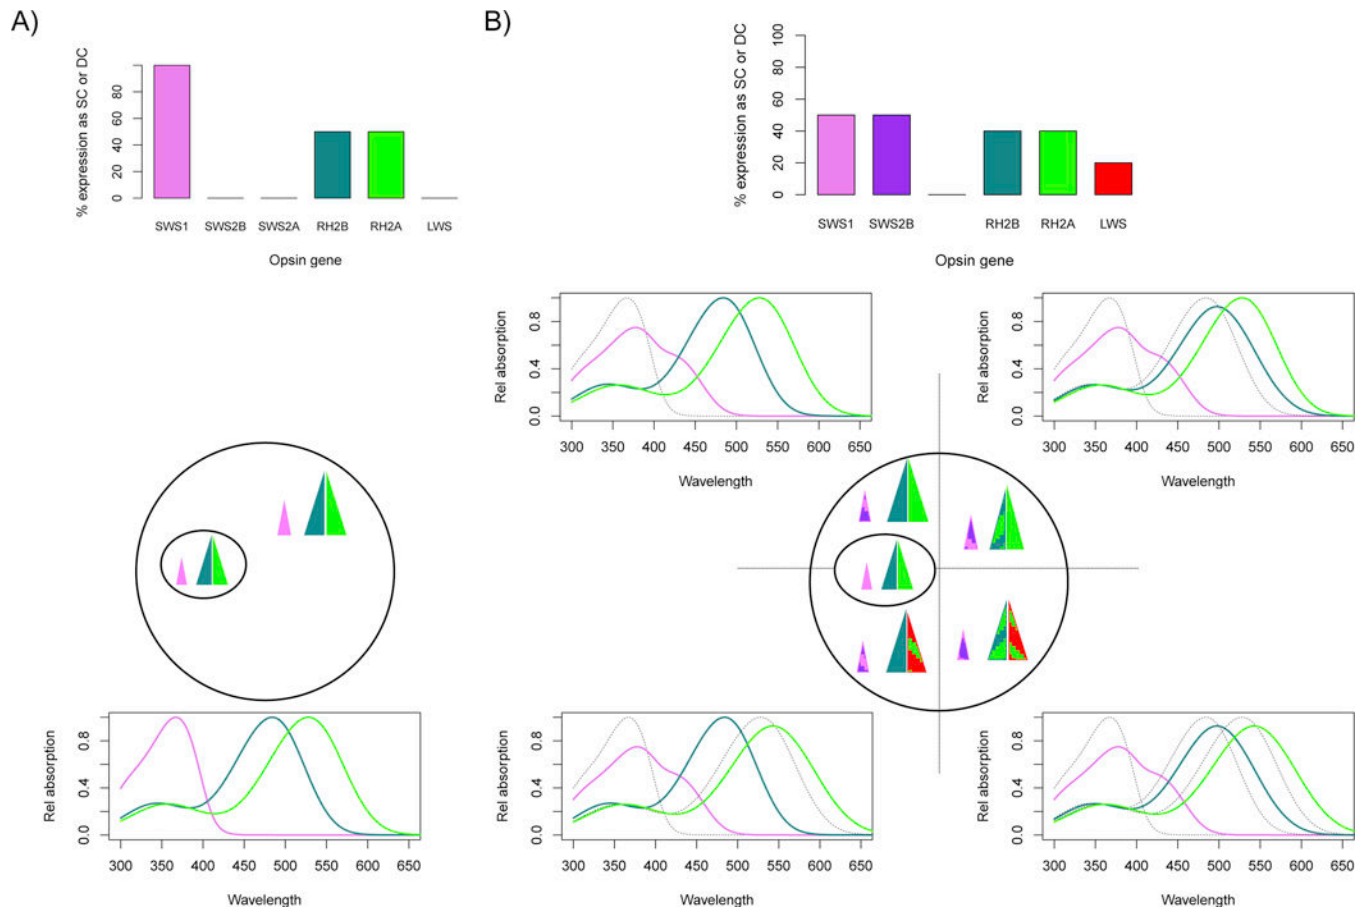 A)
% expression as SC or DC
0 20 40 60 80
SWS1 SWS2B SWS2A RH2B RH2A LWS
Opsin gene
B)
% expression as SC or DC
0 20 40 60 80 100
SWS1 SWS2B RH2B RH2A LWS
Opsin gene
Rel absorption
0.0 0.4 0.8
300 350 400 450 500 550 600 650
Wavelength
Rel absorption
0.0 0.4 0.8
300 350 400 450 500 550 600 650
Wavelength
Rel absorption
0.0 0.4 0.8
300 350 400 450 500 550 600 650
Wavelength
Rel absorption
0.0 0.4 0.8
300 350 400 450 500 550 600 650
Wavelength
Rel absorption
0.0 0.4 0.8
300 350 400 450 500 550 600 650
Wavelength